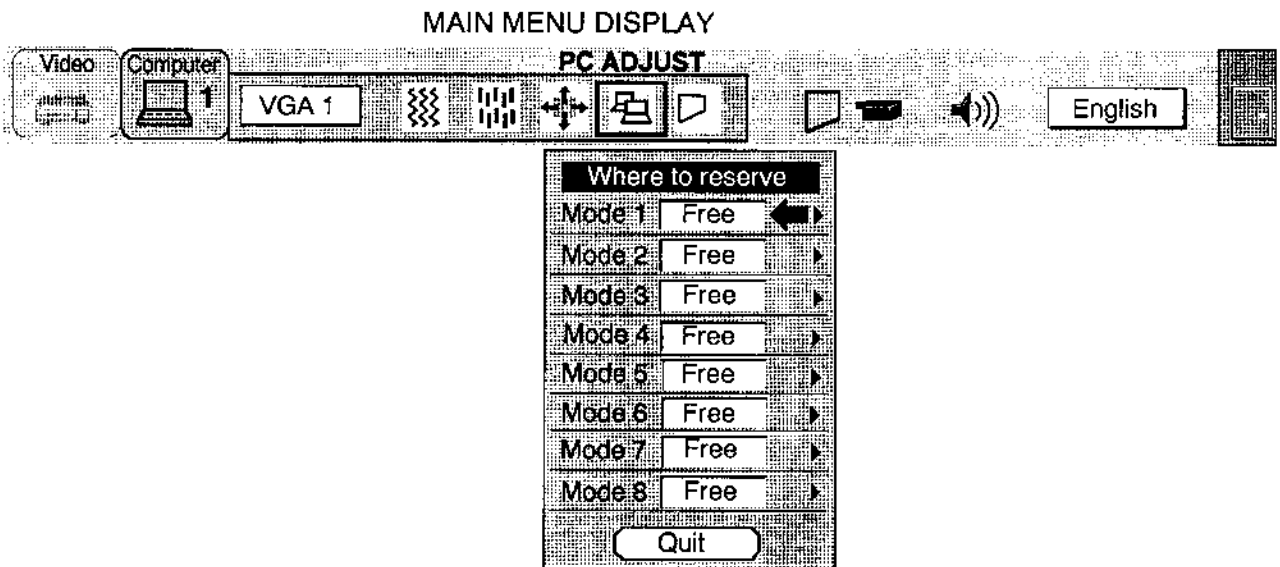 MAIN MENU DISPLAY
PC ADJUST
Video
Computer
1
VGA 1
English
Where to reserve
Mode 1 Free
Mode 2 Free
Mode 3 Free
Mode 4 Free
Mode 5 Free
Mode 6 Free
Mode 7 Free
Mode 8 Free
Quit